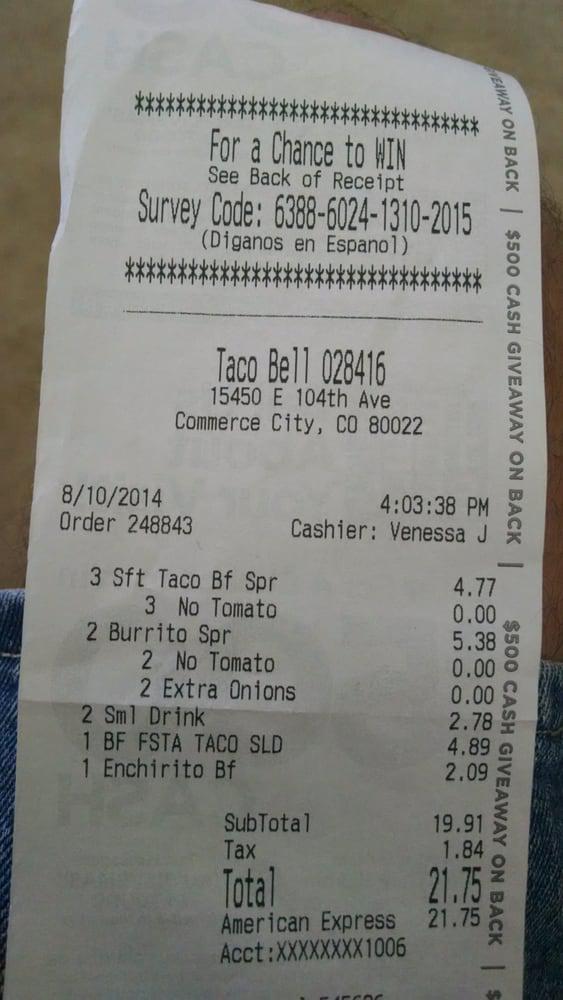 ***********************************
For a Chance to WIN
See Back of Receipt
Survey Code: 6388-6024-1310-2015
(Diganos en Espanol)
************************************
Taco Bell 028416
15450 E 104th Ave
Commerce City, CO 80022
8/10/2014 4:03:38 PM
Order 248843 Cashier: Venessa J
3 Sft Taco Bf Spr 4.77
3 No Tomato 0.00
2 Burrito Spr 5.38
2 No Tomato 0.00
2 Extra Onions 0.00
2 Sml Drink 2.78
1 BF FSTA TACO SLD 4.89
1 Enchirito Bf 2.09
SubTotal 19.91
Tax 1.84
Total 21.75
American Express 21.75
Acct:XXXXXXXX1006
ON BACK | $500 CASH GIVEAWAY ON BACK | $500 CASH GIVEAWAY ON BACK |